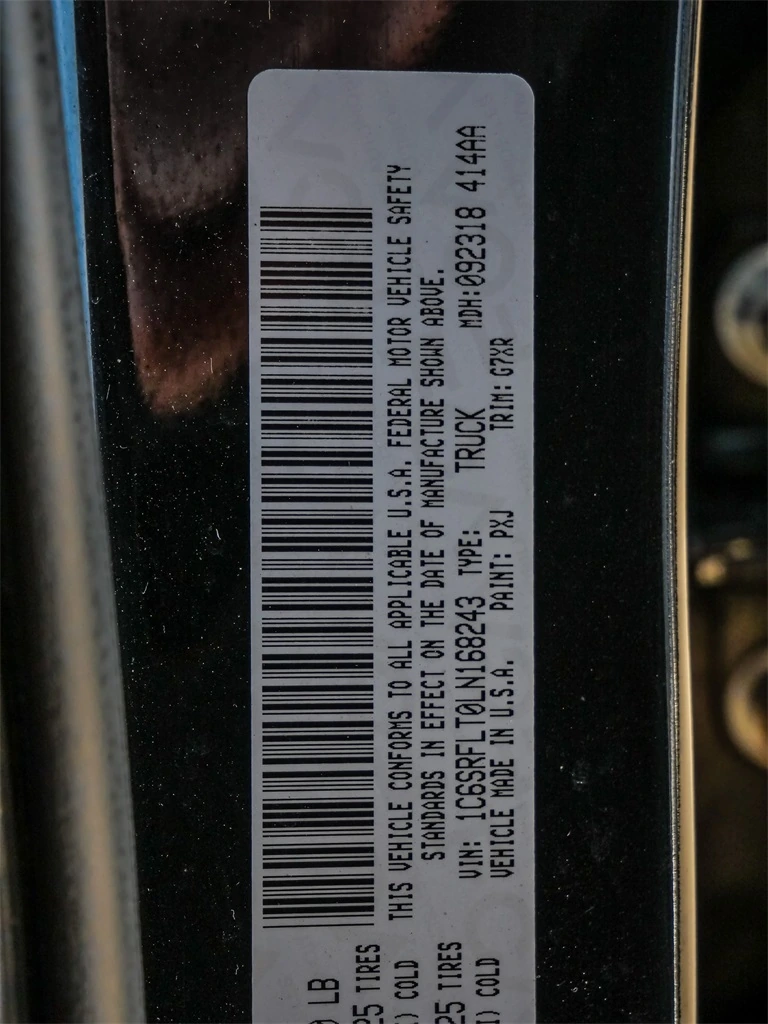 THIS VEHICLE CONFORMS TO ALL APPLICABLE U.S.A. FEDERAL MOTOR VEHICLE SAFETY
STANDARDS IN EFFECT ON THE DATE OF MANUFACTURE SHOWN ABOVE.
VIN: 1C6SRFLT0LN168243 TYPE: TRUCK MDH:092318 414AA
VEHICLE MADE IN U.S.A. PAINT: PXJ TRIM: G7XR
LB
25 TIRES
COLD
25 TIRES
COLD